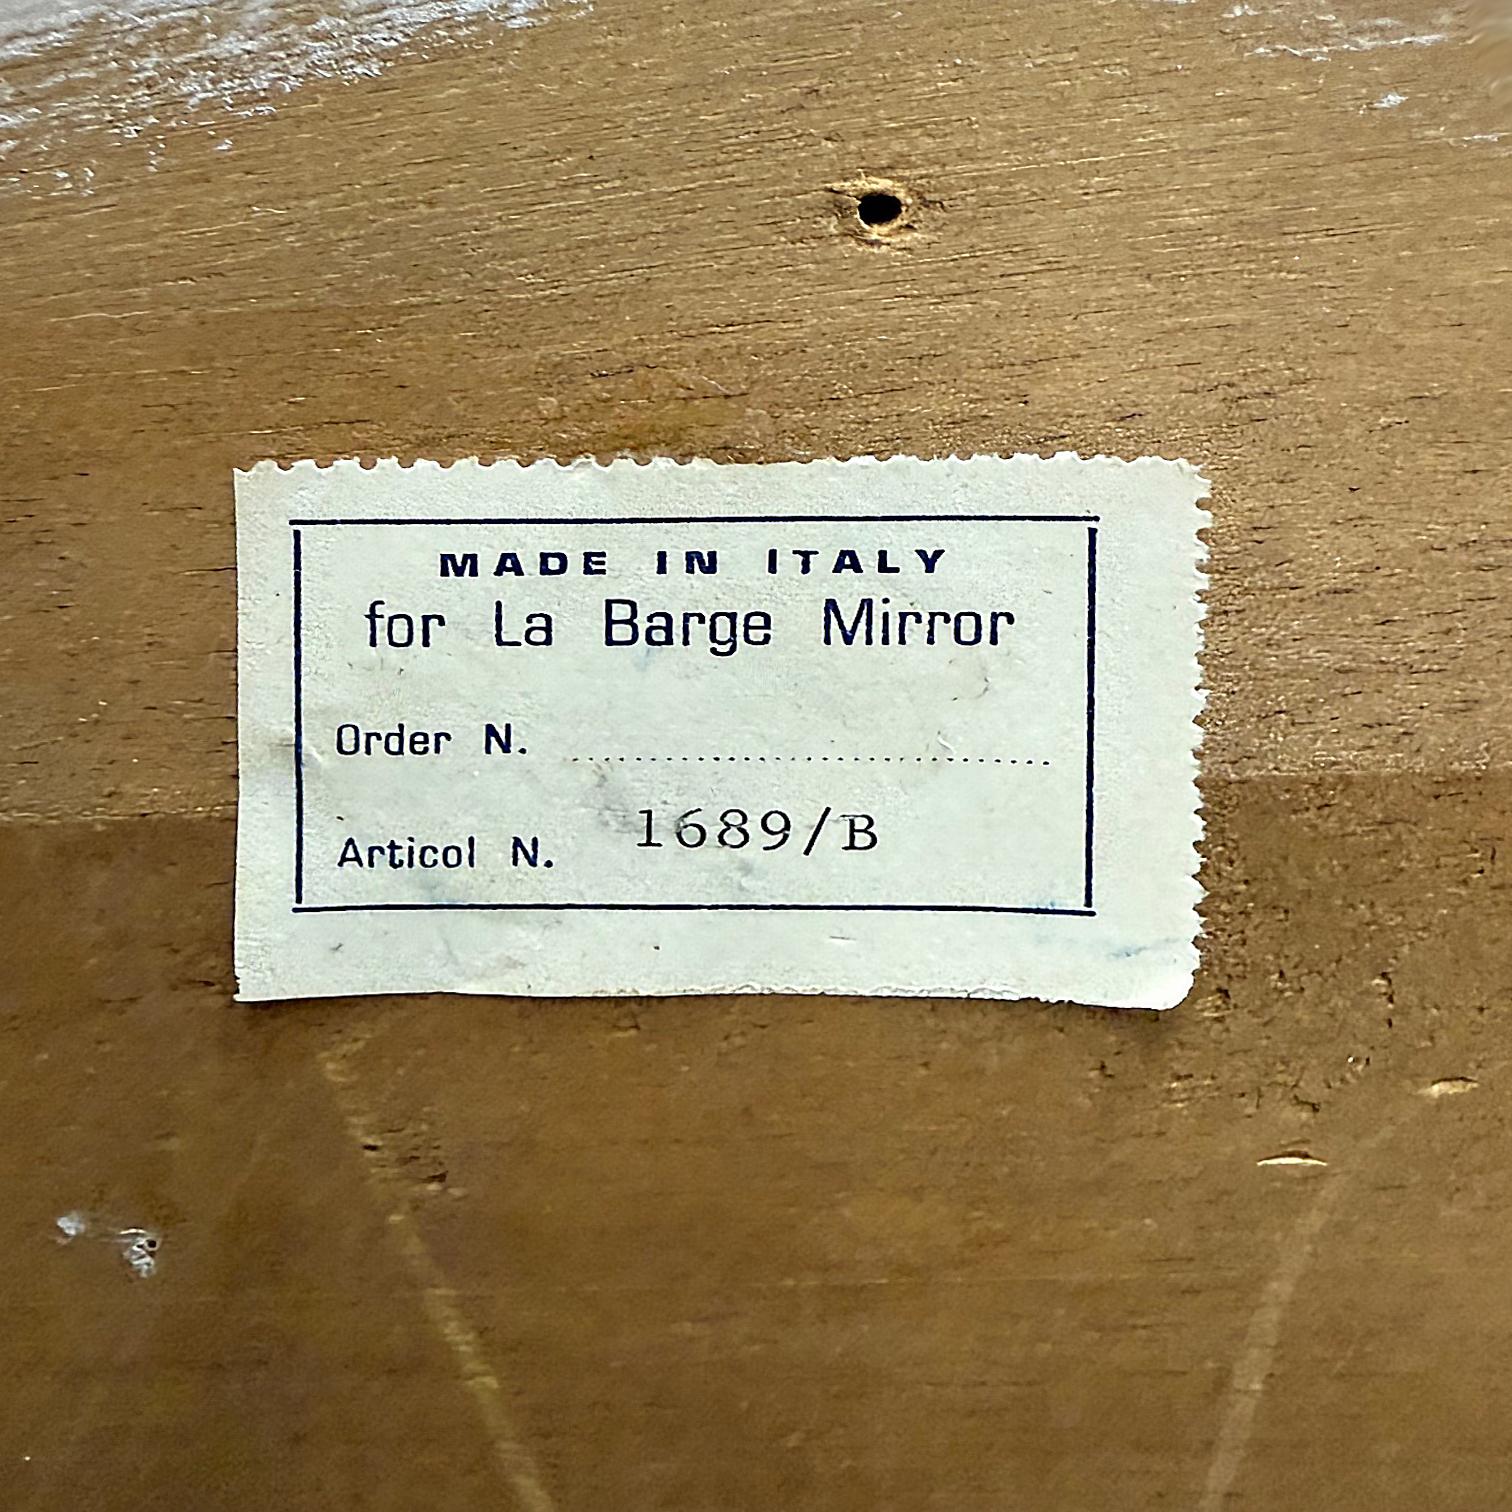 MADE IN ITALY
for La Barge Mirror
Order N. ........................................
Articol N. 1689/B